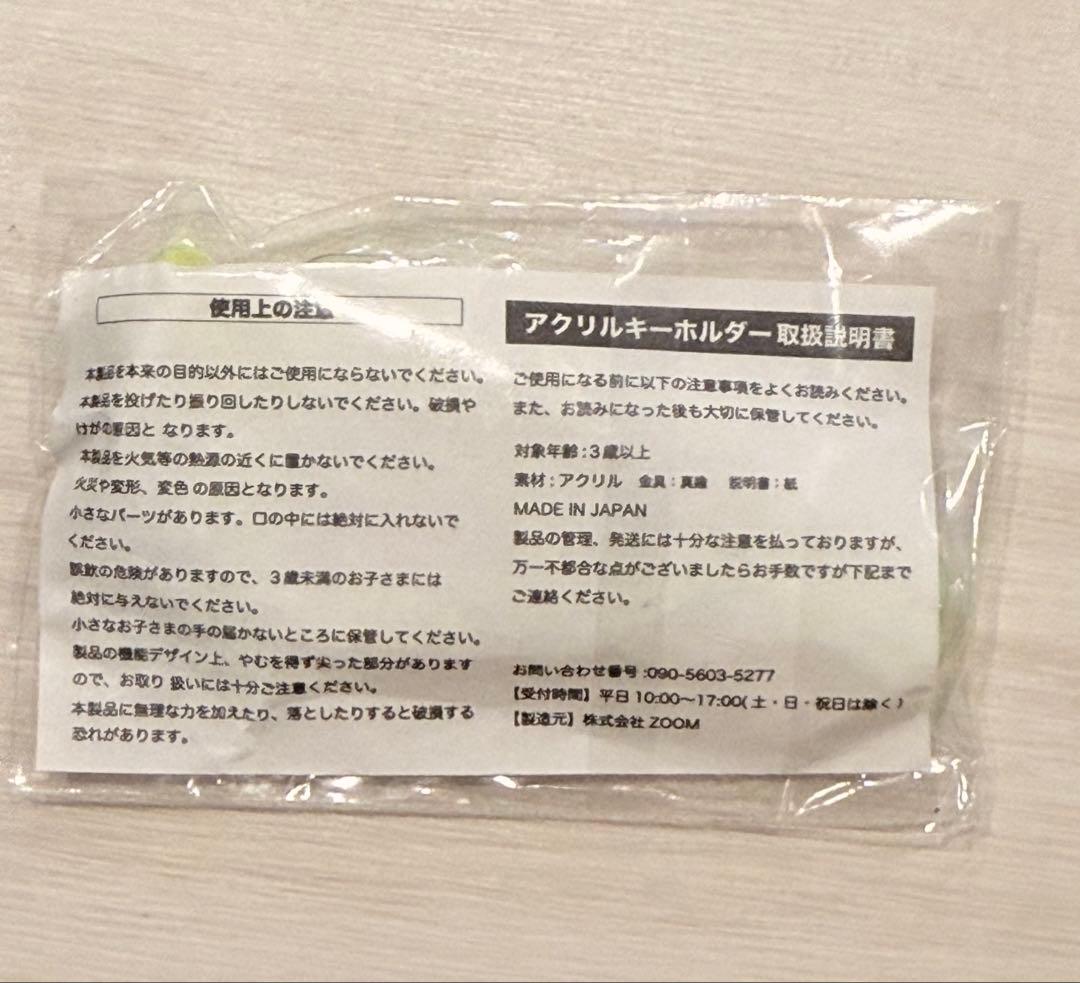 使用上の注意
本製品を本来の目的以外にはご使用にならないでください。
本製品を投げたり振り回したりしないでください。破損や
けがの原因と なります。
本製品を火気等の熱源の近くに置かないでください。
火災や変形、変色 の原因となります。
小さなパーツがあります。口の中には絶対に入れないで
ください。
誤飲の危険がありますので、3歳未満のお子さまには
絶対に与えないでください。
小さなお子さまの手の届かないところに保管してください。
製品の機能デザイン上、やむを得ず尖った部分があります
ので、お取り 扱いには十分ご注意ください。
本製品に無理な力を加えたり、落としたりすると破損する
恐れがあります。
アクリルキーホルダー取扱説明書
ご使用になる前に以下の注意事項をよくお読みください。
また、お読みになった後も大切に保管してください。
対象年齢:3歳以上
素材:アクリル 金具:真鍮 説明書:紙
MADE IN JAPAN
製品の管理、発送には十分な注意を払っておりますが、
万一不都合な点がございましたらお手数ですが下記まで
ご連絡ください。
お問い合わせ番号:090-5603-5277
【受付時間】平日 10:00〜17:00(土・日・祝日は除く)
【製造元】株式会社 ZOOM